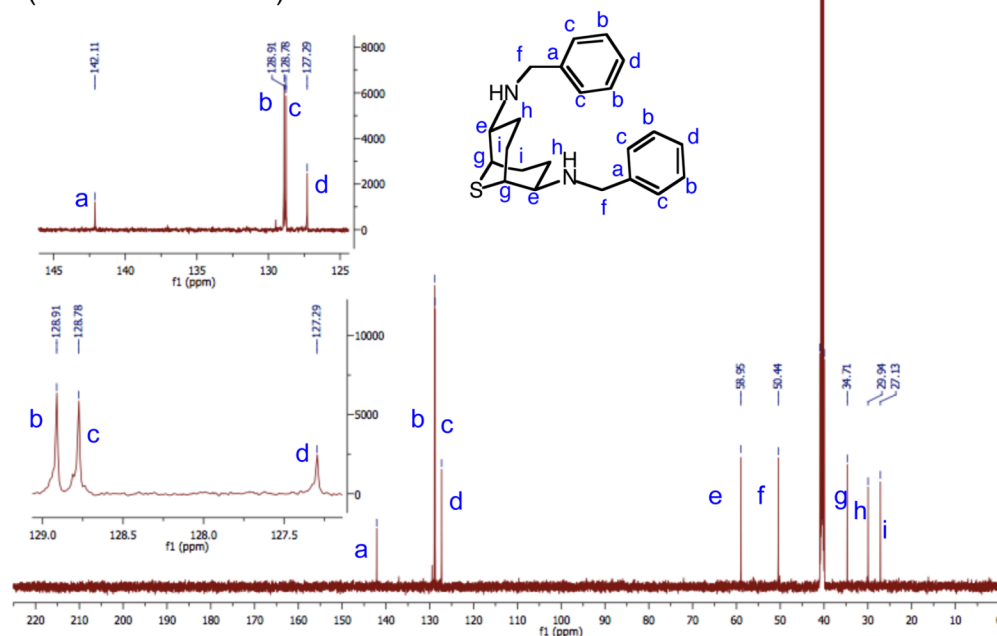 142.11
128.91
128.78
127.29
8000
6000
4000
2000
0
b
c
a
d
145
140
135
130
125
f1 (ppm)
c
b
f
a
d
c
b
HN
h
e
i
g
i
h
H
N
b
c
d
a
b
c
S
g
e
f
128.91
128.78
127.29
10000
5000
0
b
c
d
129.0
128.5
128.0
127.5
f1 (ppm)
58.95
50.44
34.71
29.94
27.13
b
c
d
a
e
f
g
h
i
220
210
200
190
180
170
160
150
140
130
120
110
100
90
80
70
60
50
40
30
20
10
f1 (ppm)